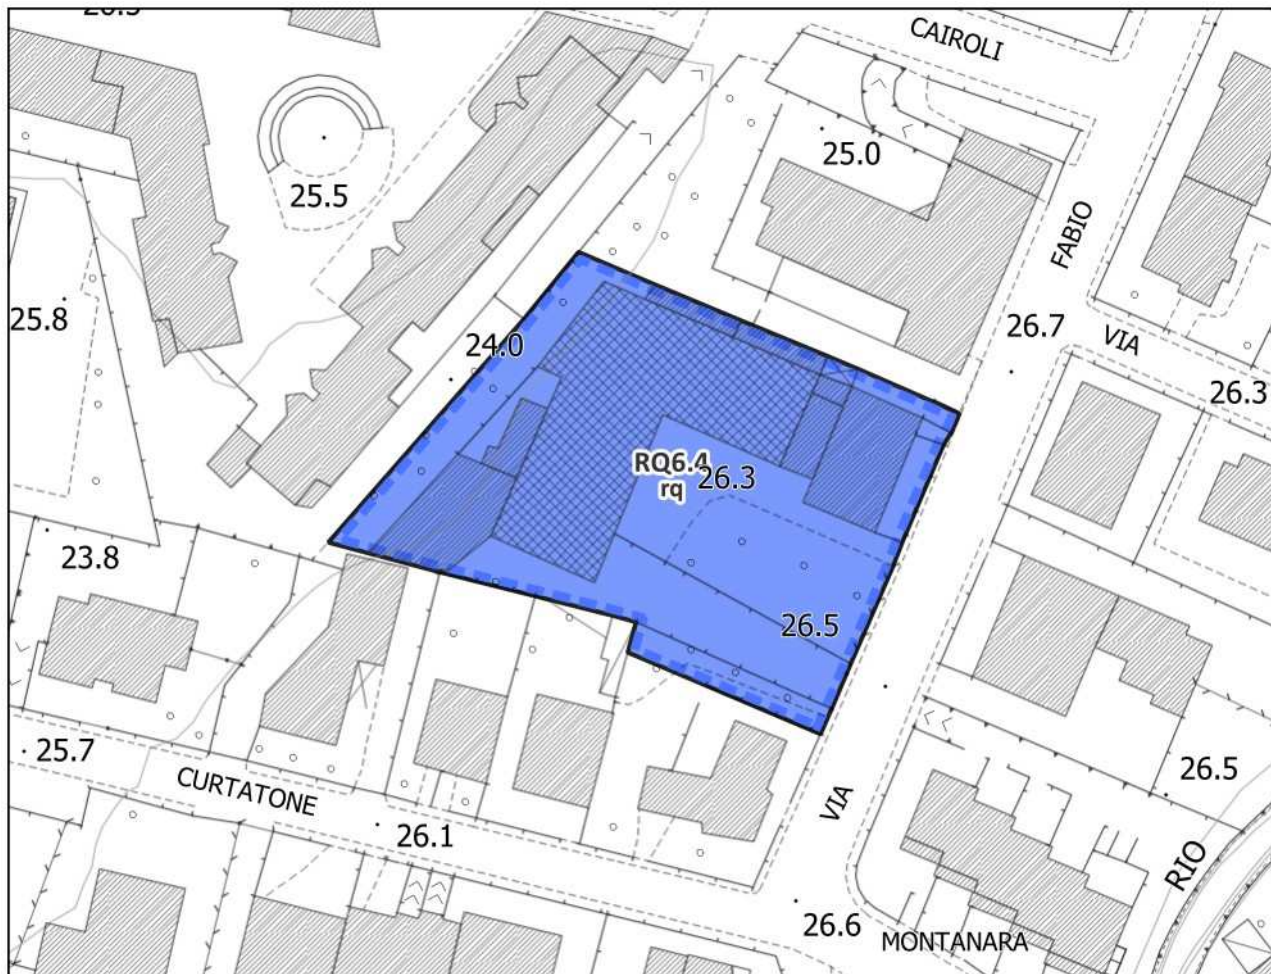 CAIROLI
25.0
25.5
FABIO
25.8
26.7
VIA
24.0
26.3
RQ6.4
26.3
rq
23.8
26.5
25.7
CURTATONE
26.5
VIA
26.1
RIO
26.6
MONTANARA